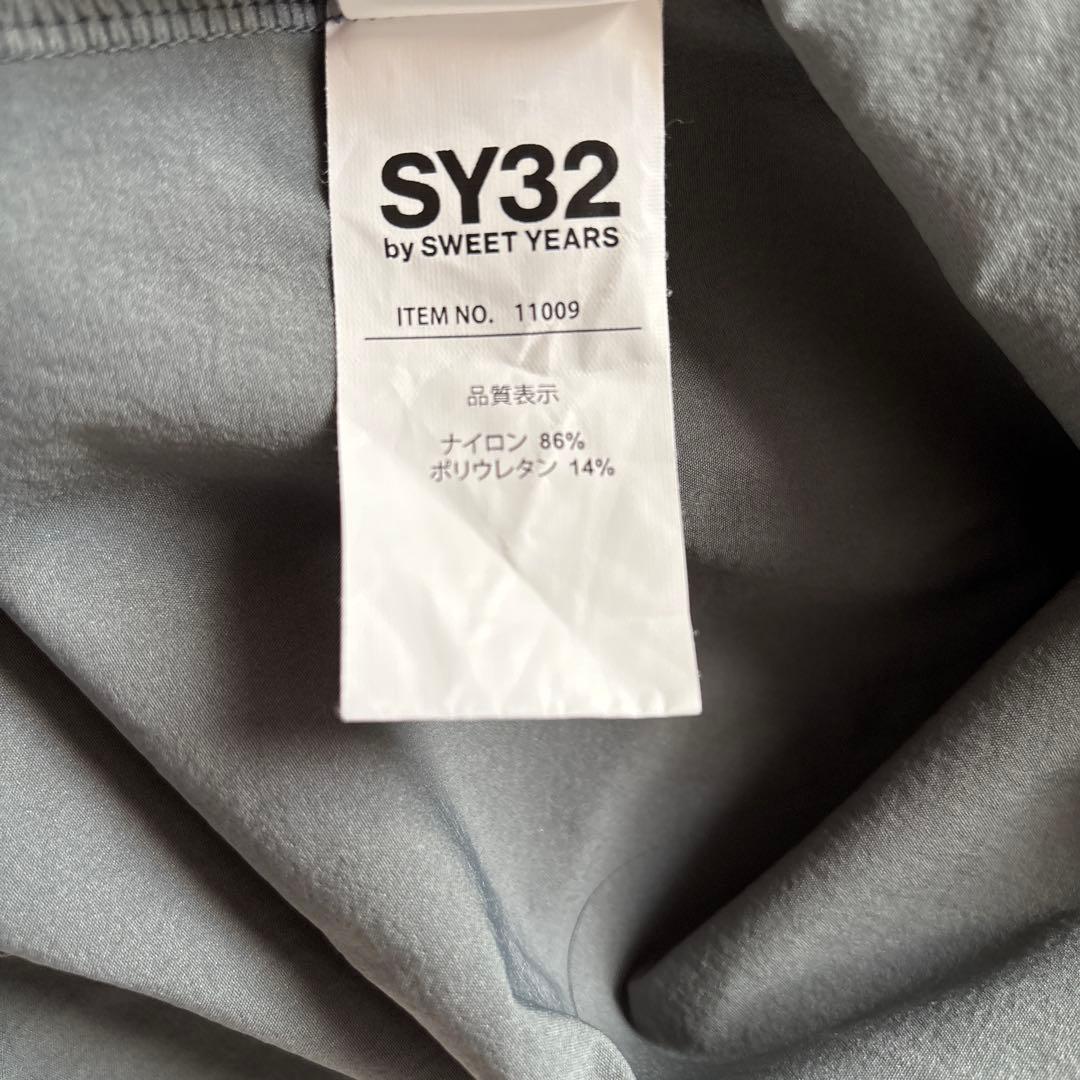 SY32
by SWEET YEARS
ITEM NO. 11009
品質表示
ナイロン 86%
ポリウレタン 14%